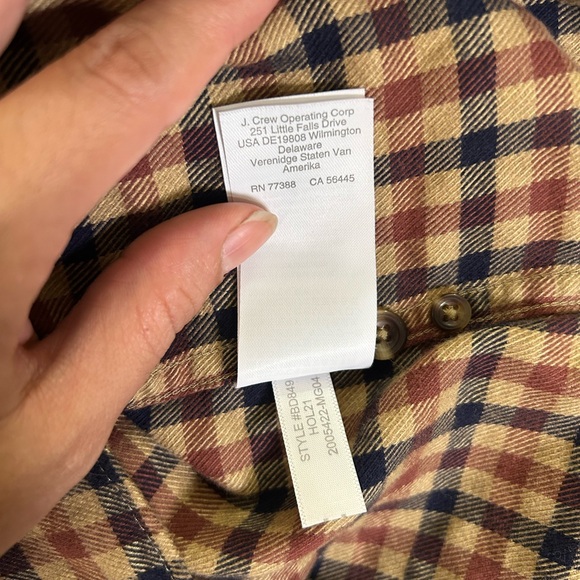 J. Crew Operating Corp
251 Little Falls Drive
USA DE19808 Wilmington
Delaware
Verenidge Staten Van
Amerika
RN 77388 CA 56445
STYLE #BD849
HOL21
2005422-MG04